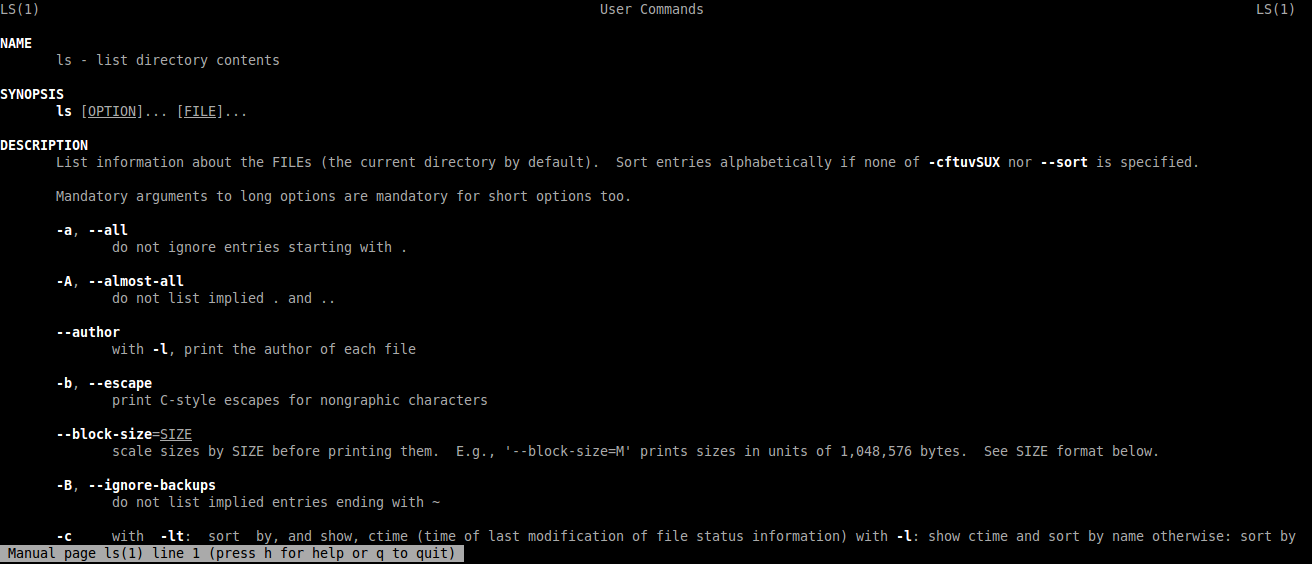 LS(1) User Commands LS(1)
NAME
ls - list directory contents
SYNOPSIS
ls [OPTION]... [FILE]...
DESCRIPTION
List information about the FILEs (the current directory by default).  Sort entries alphabetically if none of -cftuvSUX nor --sort is specified.
Mandatory arguments to long options are mandatory for short options too.
-a, --all
do not ignore entries starting with .
-A, --almost-all
do not list implied . and ..
--author
with -l, print the author of each file
-b, --escape
print C-style escapes for nongraphic characters
--block-size=SIZE
scale sizes by SIZE before printing them.  E.g., '--block-size=M' prints sizes in units of 1,048,576 bytes.  See SIZE format below.
-B, --ignore-backups
do not list implied entries ending with ~
-c     with  -lt:  sort  by, and show, ctime (time of last modification of file status information) with -l: show ctime and sort by name otherwise: sort by
Manual page ls(1) line 1 (press h for help or q to quit)